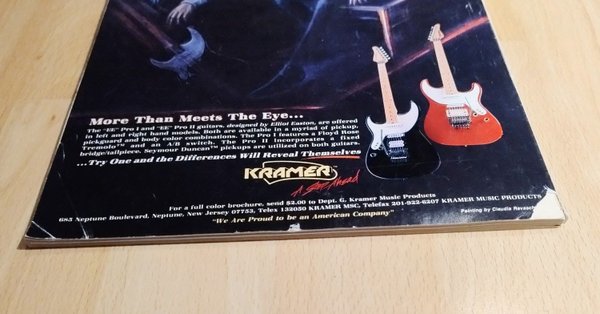 More Than Meets The Eye...
The "EE" Pro I and "EE" Pro II guitars, designed by Elliot Easton, are offered
in left and right hand models. Both are available in a myriad of pickup,
pickguard and body color combinations. The Pro I features a Floyd Rose
Tremolo™ and an A/B switch. The Pro II incorporates a fixed
bridge/tailpiece. Seymour Duncan™ pickups are utilized on both guitars.
...Try One and the Differences Will Reveal Themselves
KRAMER
A Step Ahead
For a full color brochure, send $2.00 to Dept. G. Kramer Music Products
685 Neptune Boulevard, Neptune, New Jersey 07753, Telex 132050 KRAMER MSC, Telefax 201-922-6207 KRAMER MUSIC PRODUCTS
"We Are Proud to be an American Company"
Painting by Claudia